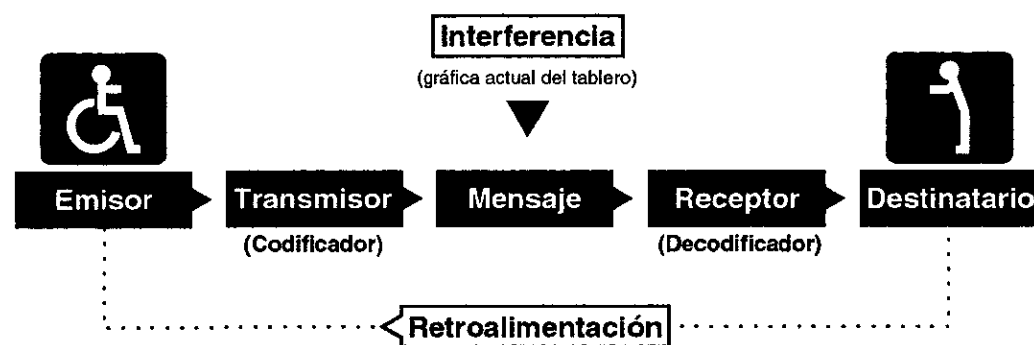 Interferencia
(gráfica actual del tablero)
Emisor
Transmisor
Mensaje
Receptor
Destinatario
(Codificador)
(Decodificador)
Retroalimentación